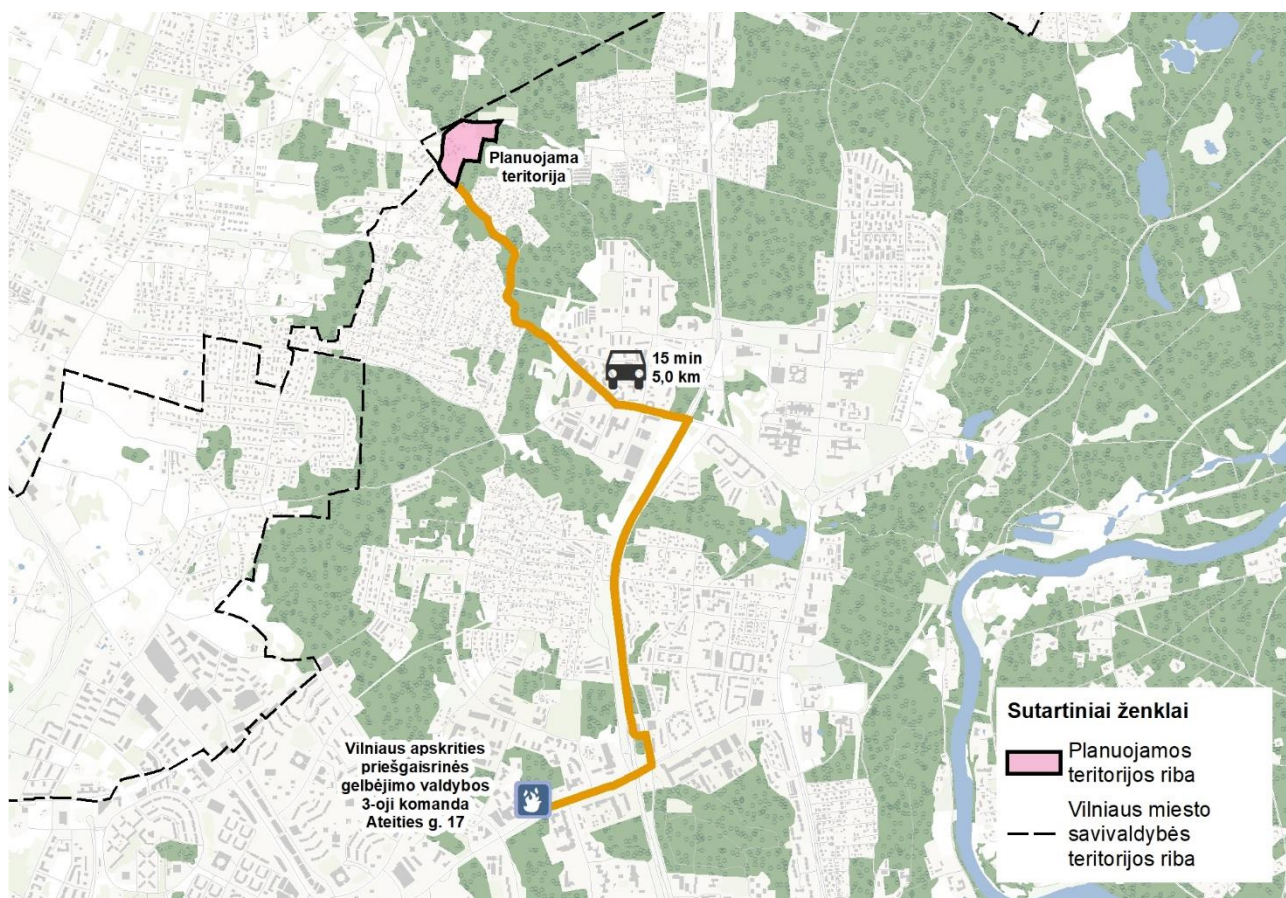 Planuojama
teritorija
15 min
5,0 km
Vilniaus apskrities
priešgaisrinės
gelbėjimo valdybos
3-oji komanda
Ateities g. 17
Sutartiniai ženklai
Planuojamos
teritorijos riba
Vilniaus miesto
savivaldybės
teritorijos riba